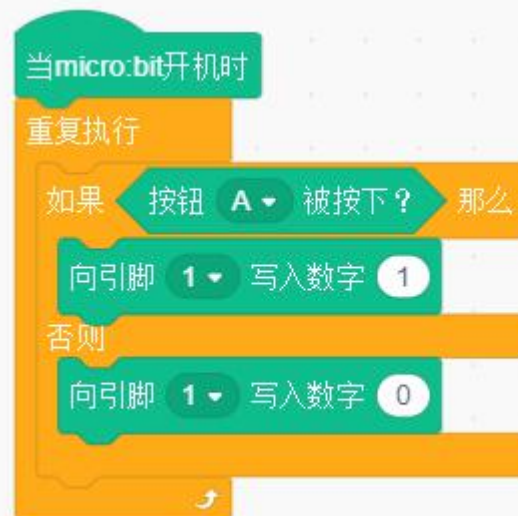 当micro:bit开机时
重复执行
如果 按钮 A 被按下？ 那么
向引脚 1 写入数字 1
否则
向引脚 1 写入数字 0